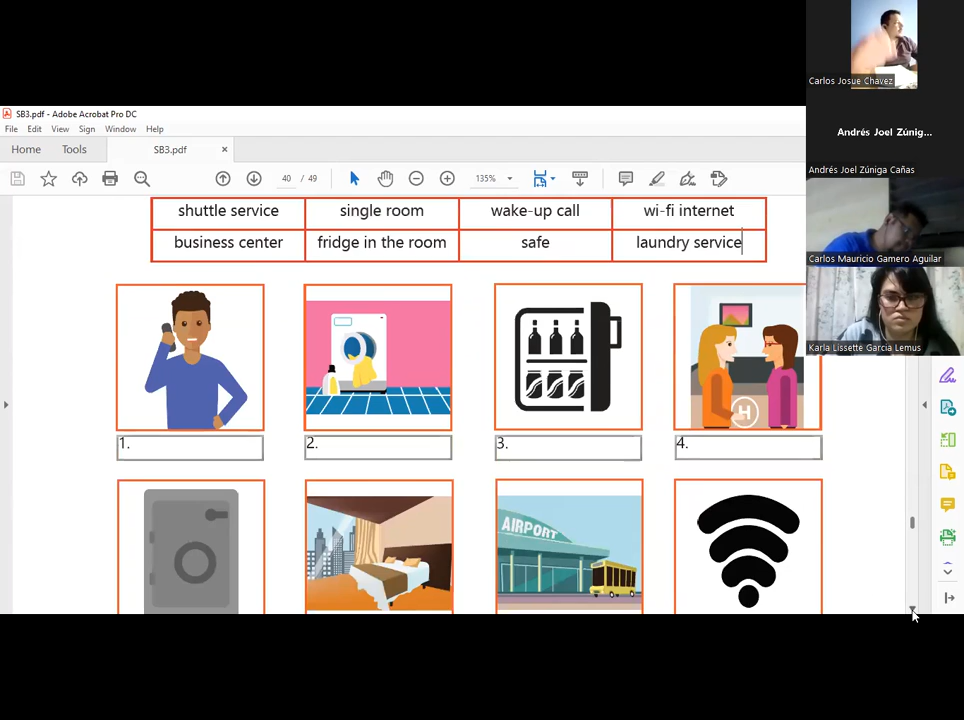 Carlos Josue Chavez
Andrés Joel Zúnig...
Andrés Joel Zúñiga Cañas
Carlos Mauricio Gamero Aguilar
Karla Lissette Garcia Lemus
SB3.pdf - Adobe Acrobat Pro DC
File Edit View Sign Window Help
Home Tools SB3.pdf ×
40 / 49 135%
shuttle service single room wake-up call wi-fi internet
business center fridge in the room safe laundry service
1. 2. 3. 4.
H
AIRPORT